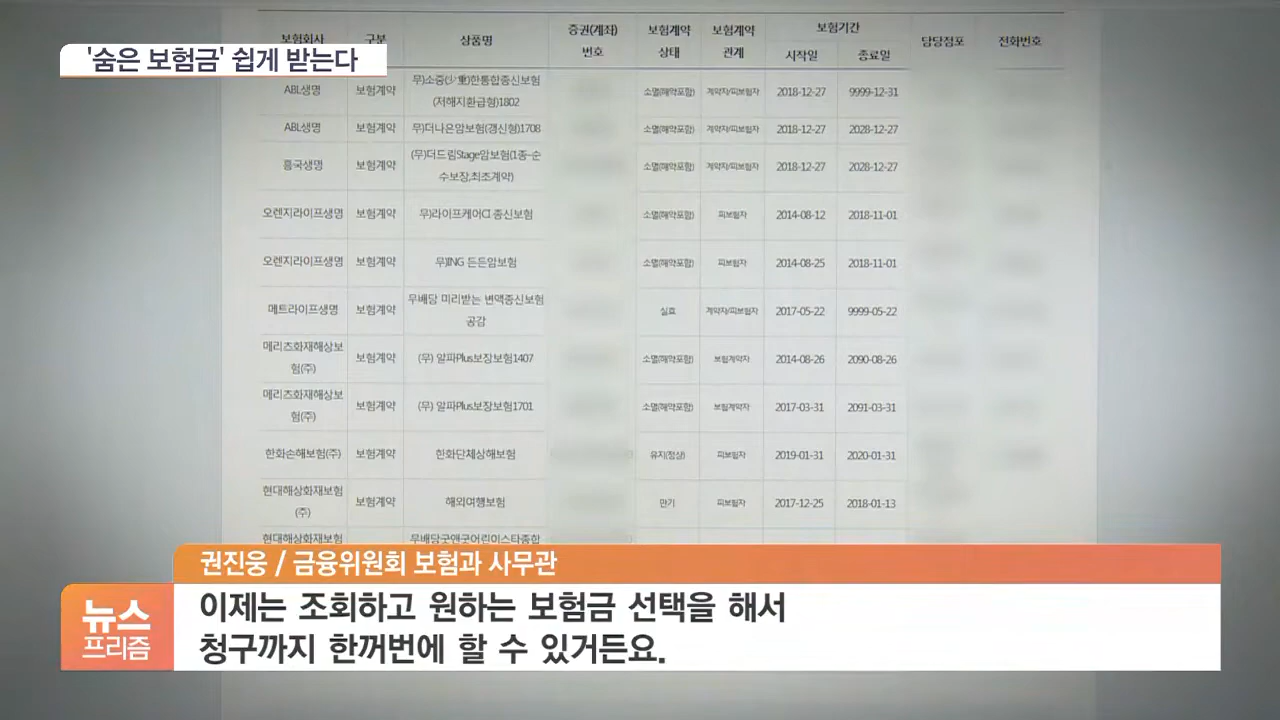 '숨은 보험금' 쉽게 받는다
보험회사 구분 상품명 증권(계좌) 번호 보험계약 상태 보험계약 관계 보험기간 시작일 종료일 담당점포 전화번호
ABL생명 보험계약 무)소중(少重)한통합종신보험 (저해지환급형)1802 소멸(해약포함) 계약자/피보험자 2018-12-27 9999-12-31
ABL생명 보험계약 무)더나은암보험(갱신형)1708 소멸(해약포함) 계약자/피보험자 2018-12-27 2028-12-27
흥국생명 보험계약 (무)더드림Stage암보험(1종-순수보장,최초계약) 소멸(해약포함) 계약자/피보험자 2018-12-27 2028-12-27
오렌지라이프생명 보험계약 무)라이프케어CI 종신보험 소멸(해약포함) 피보험자 2014-08-12 2018-11-01
오렌지라이프생명 보험계약 무)ING 든든암보험 소멸(해약포함) 피보험자 2014-08-25 2018-11-01
메트라이프생명 보험계약 무배당 미리받는 변액종신보험 공감 실효 계약자/피보험자 2017-05-22 9999-05-22
메리츠화재해상보험(주) 보험계약 (무) 알파Plus보장보험1407 소멸(해약포함) 보험계약자 2014-08-26 2090-08-26
메리츠화재해상보험(주) 보험계약 (무) 알파Plus보장보험1701 소멸(해약포함) 보험계약자 2017-03-31 2091-03-31
한화손해보험(주) 보험계약 한화단체상해보험 유지(정상) 피보험자 2019-01-31 2020-01-31
현대해상화재보험(주) 보험계약 해외여행보험 만기 피보험자 2017-12-25 2018-01-13
현대해상화재보험 무배당굿앤굿어린이스타종합
권진웅 / 금융위원회 보험과 사무관
뉴스
프리즘
이제는 조회하고 원하는 보험금 선택을 해서
청구까지 한꺼번에 할 수 있거든요.